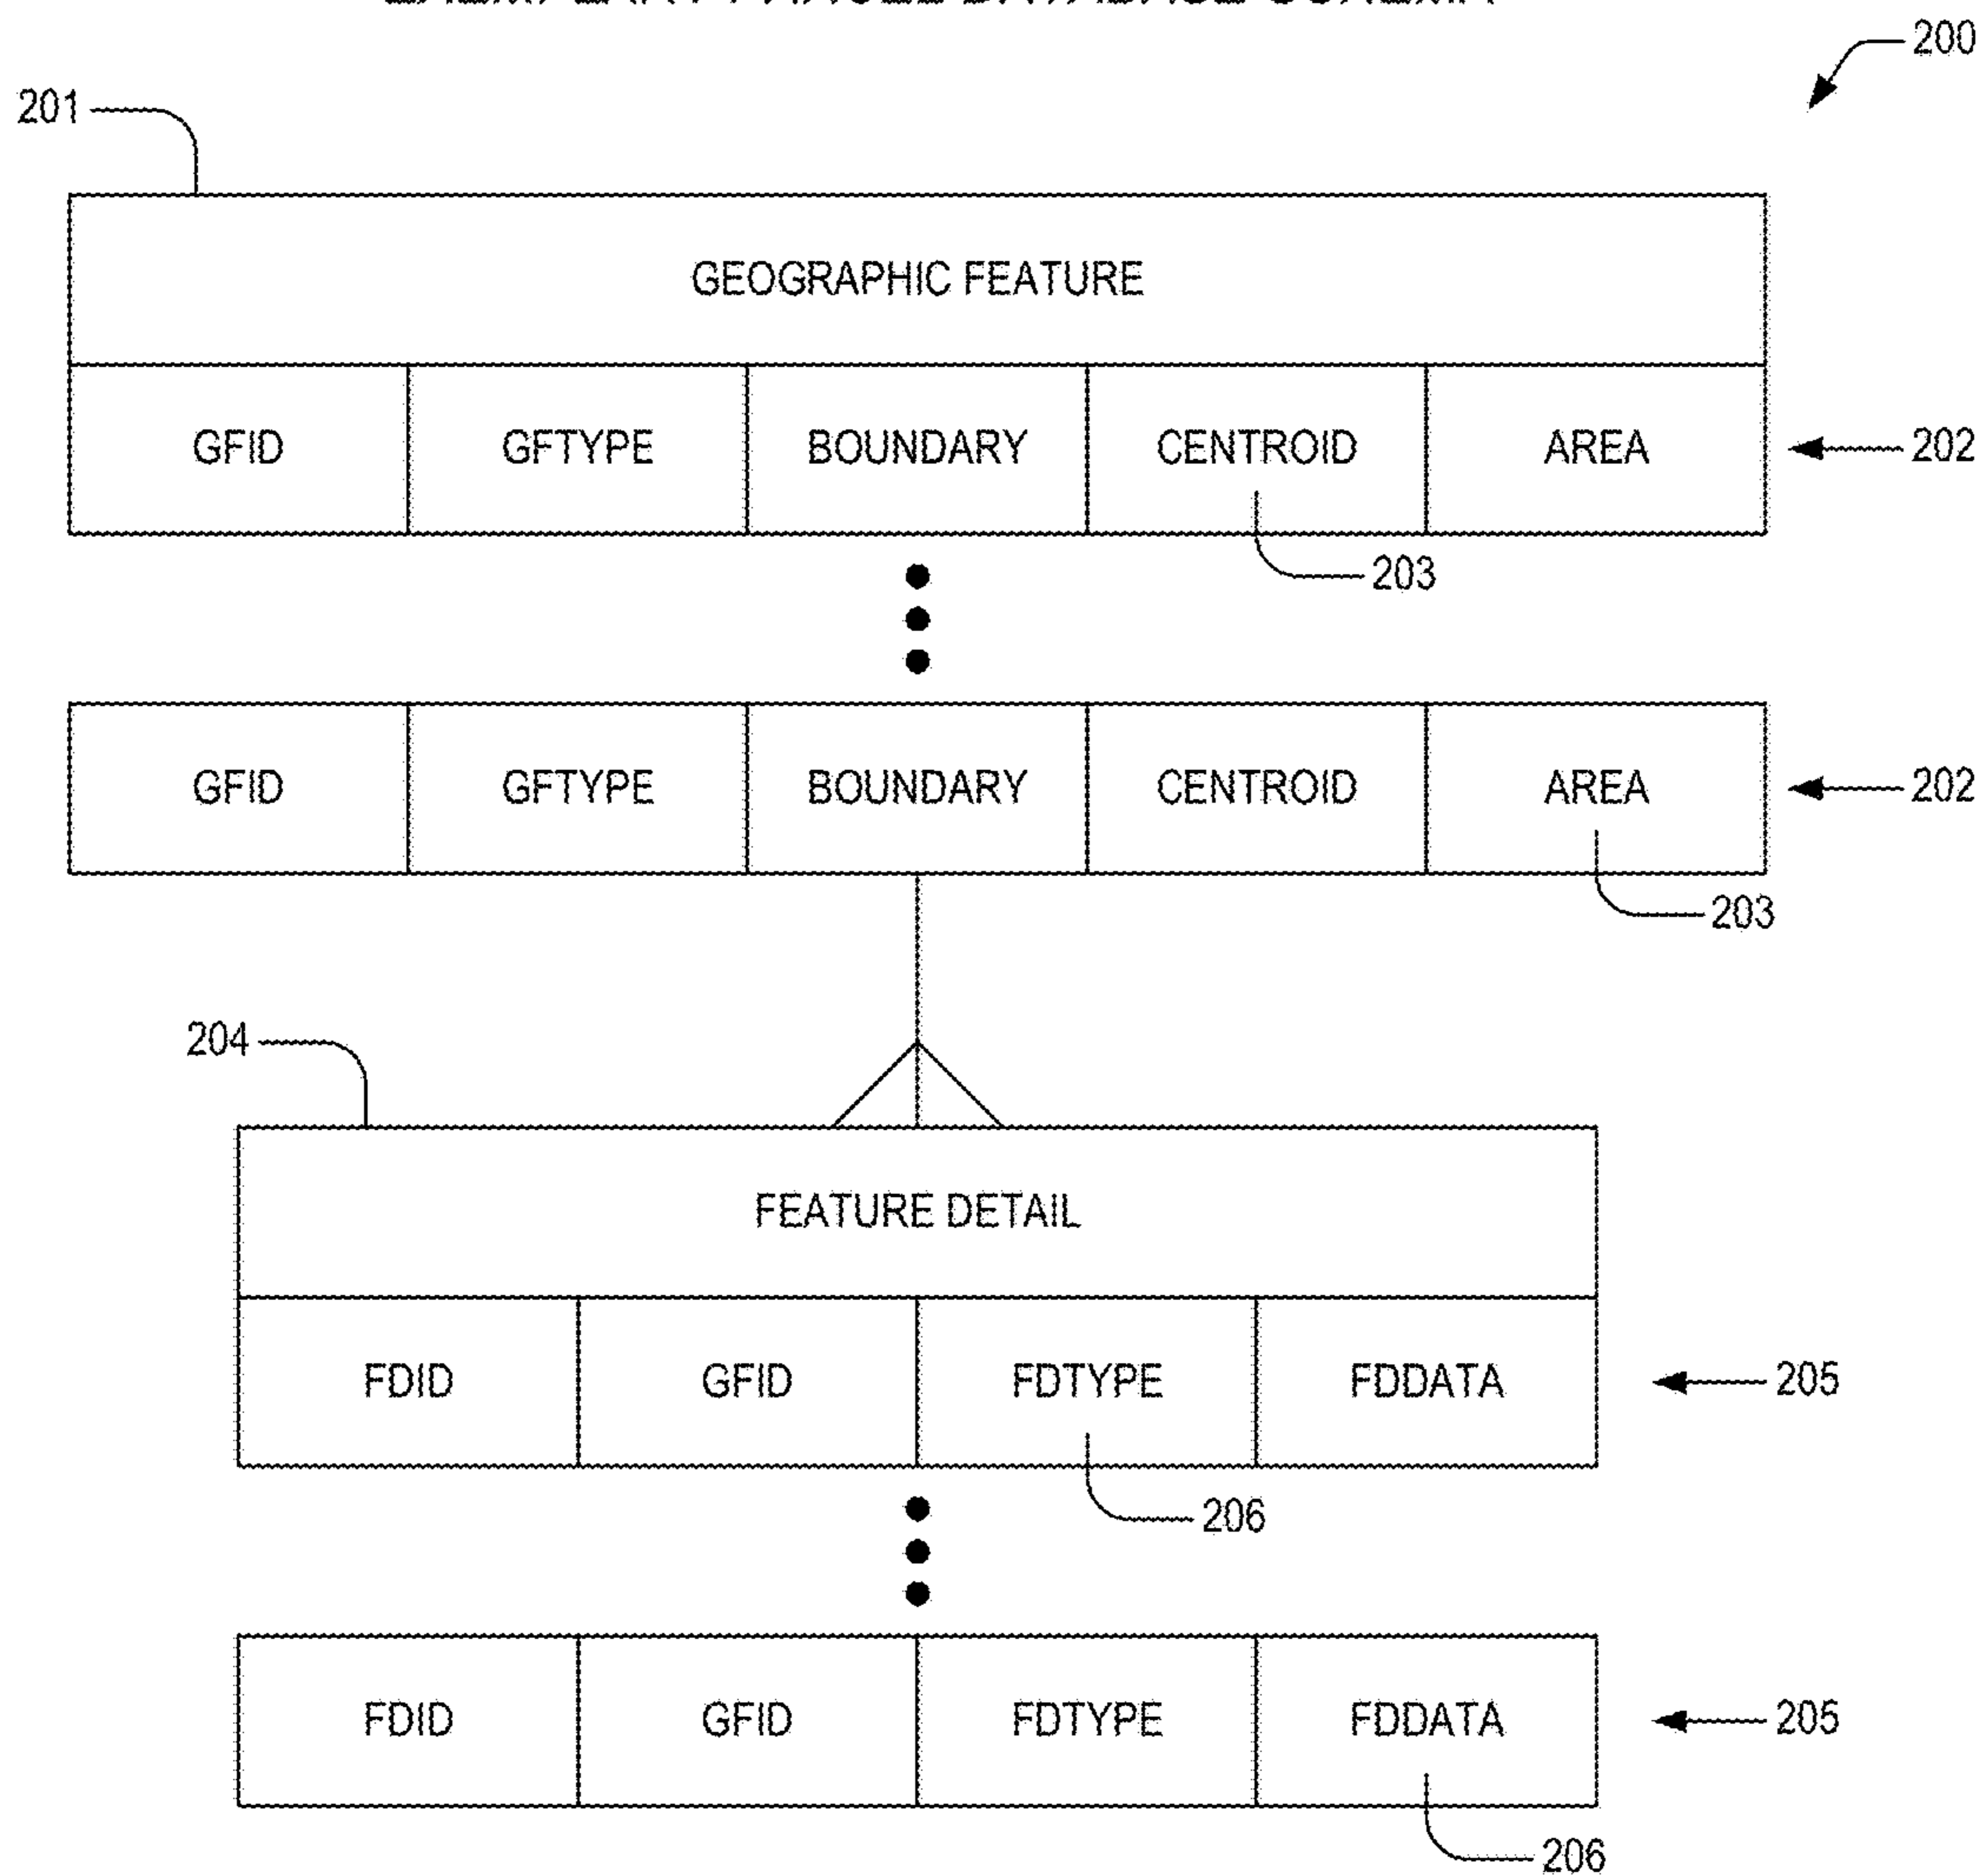 200
201
GEOGRAPHIC FEATURE
GFID GFTYPE BOUNDARY CENTROID AREA 202
203
GFID GFTYPE BOUNDARY CENTROID AREA 202
203
204
FEATURE DETAIL
FDID GFID FDTYPE FDDATA 205
206
FDID GFID FDTYPE FDDATA 205
206